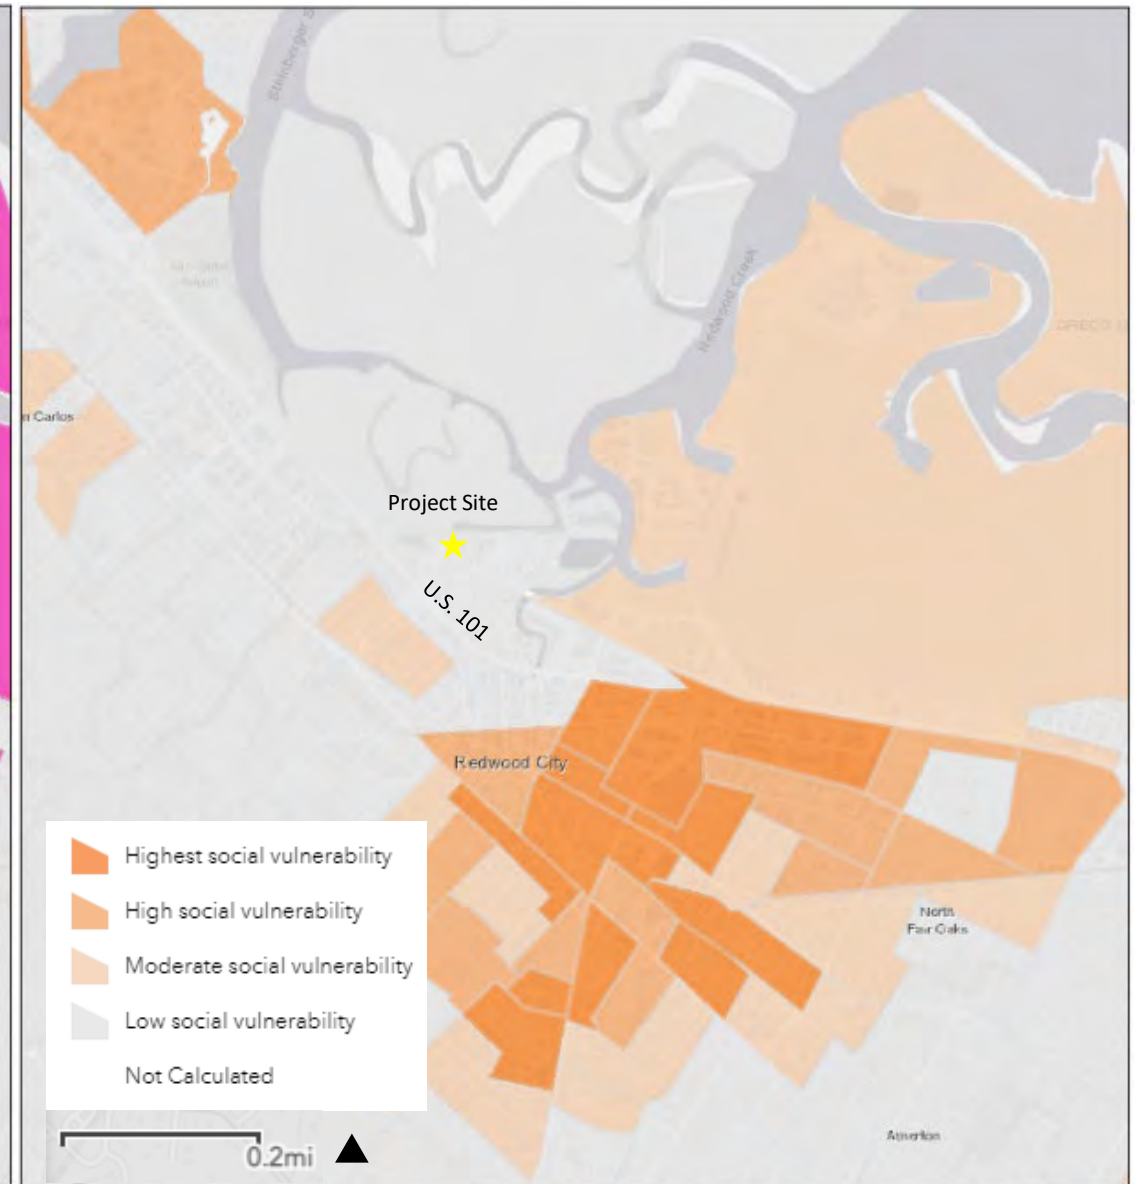 Steinberger S
Redwood Creek
GRECO I
n Carlos
Project Site
U.S. 101
Redwood City
Highest social vulnerability
High social vulnerability
Moderate social vulnerability
Low social vulnerability
Not Calculated
North
Fair Oaks
Atherton
0.2mi